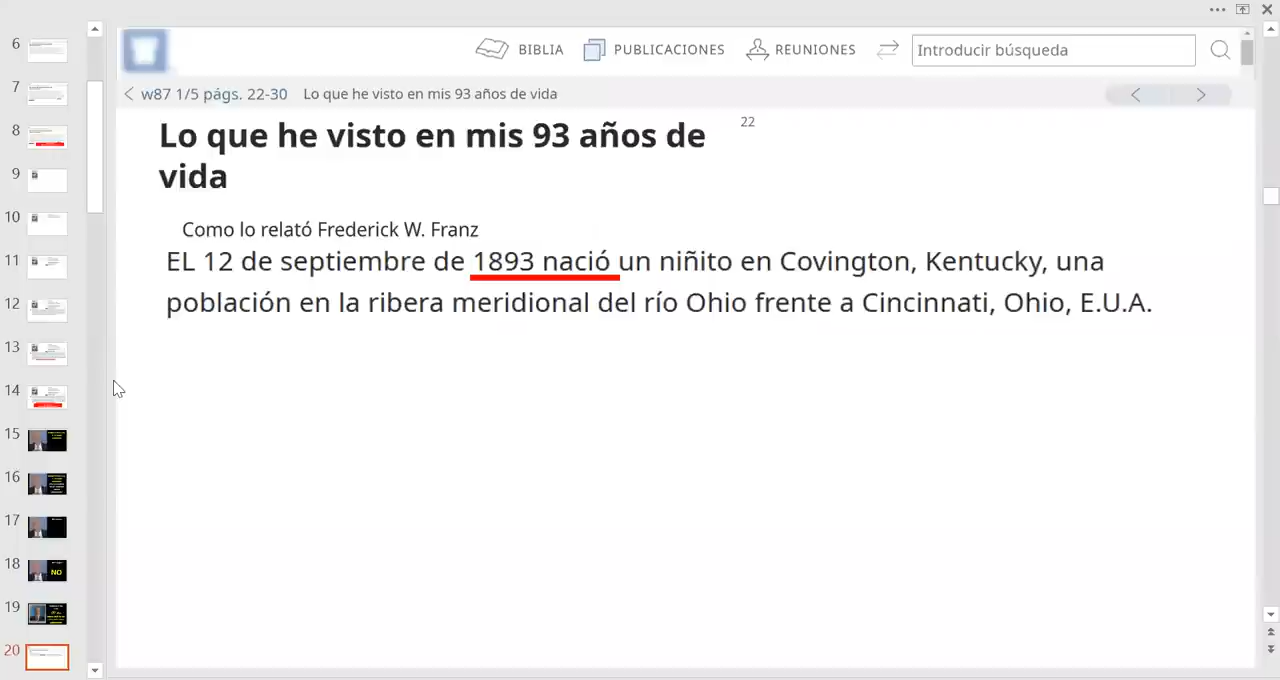 BIBLIA PUBLICACIONES REUNIONES Introducir búsqueda
w87 1/5 págs. 22-30 Lo que he visto en mis 93 años de vida
Lo que he visto en mis 93 años de
vida
22
Como lo relató Frederick W. Franz
EL 12 de septiembre de 1893 nació un niñito en Covington, Kentucky, una
población en la ribera meridional del río Ohio frente a Cincinnati, Ohio, E.U.A.
6
7
8
9
10
11
12
13
14
15
16
17
18
NO
19
20